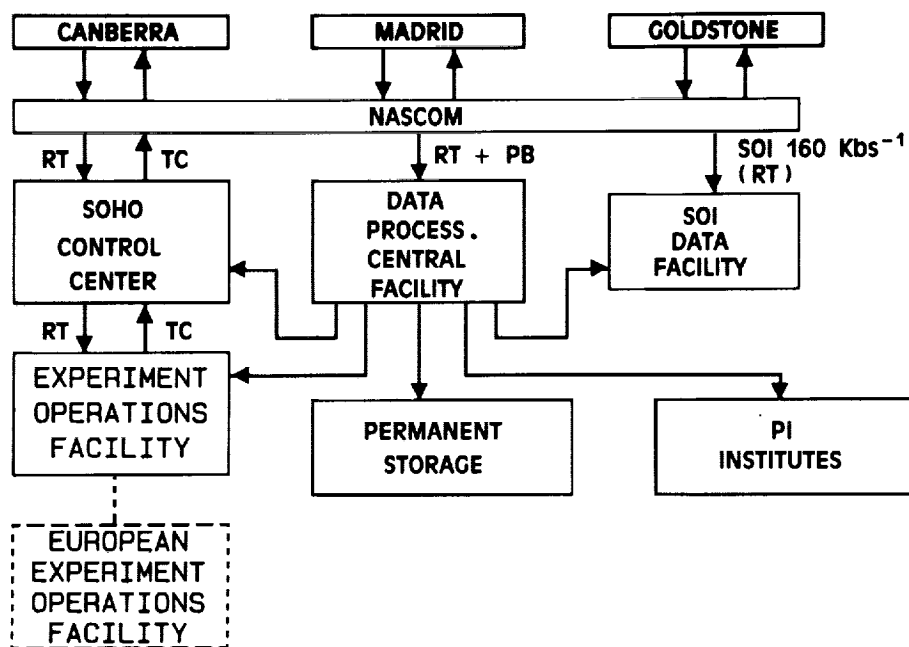 CANBERRA
MADRID
GOLDSTONE
NASCOM
RT
TC
RT + PB
SOI 160 Kbs⁻¹
(RT)
SOHO
CONTROL
CENTER
DATA
PROCESS.
CENTRAL
FACILITY
SOI
DATA
FACILITY
RT
TC
EXPERIMENT
OPERATIONS
FACILITY
PERMANENT
STORAGE
PI
INSTITUTES
EUROPEAN
EXPERIMENT
OPERATIONS
FACILITY